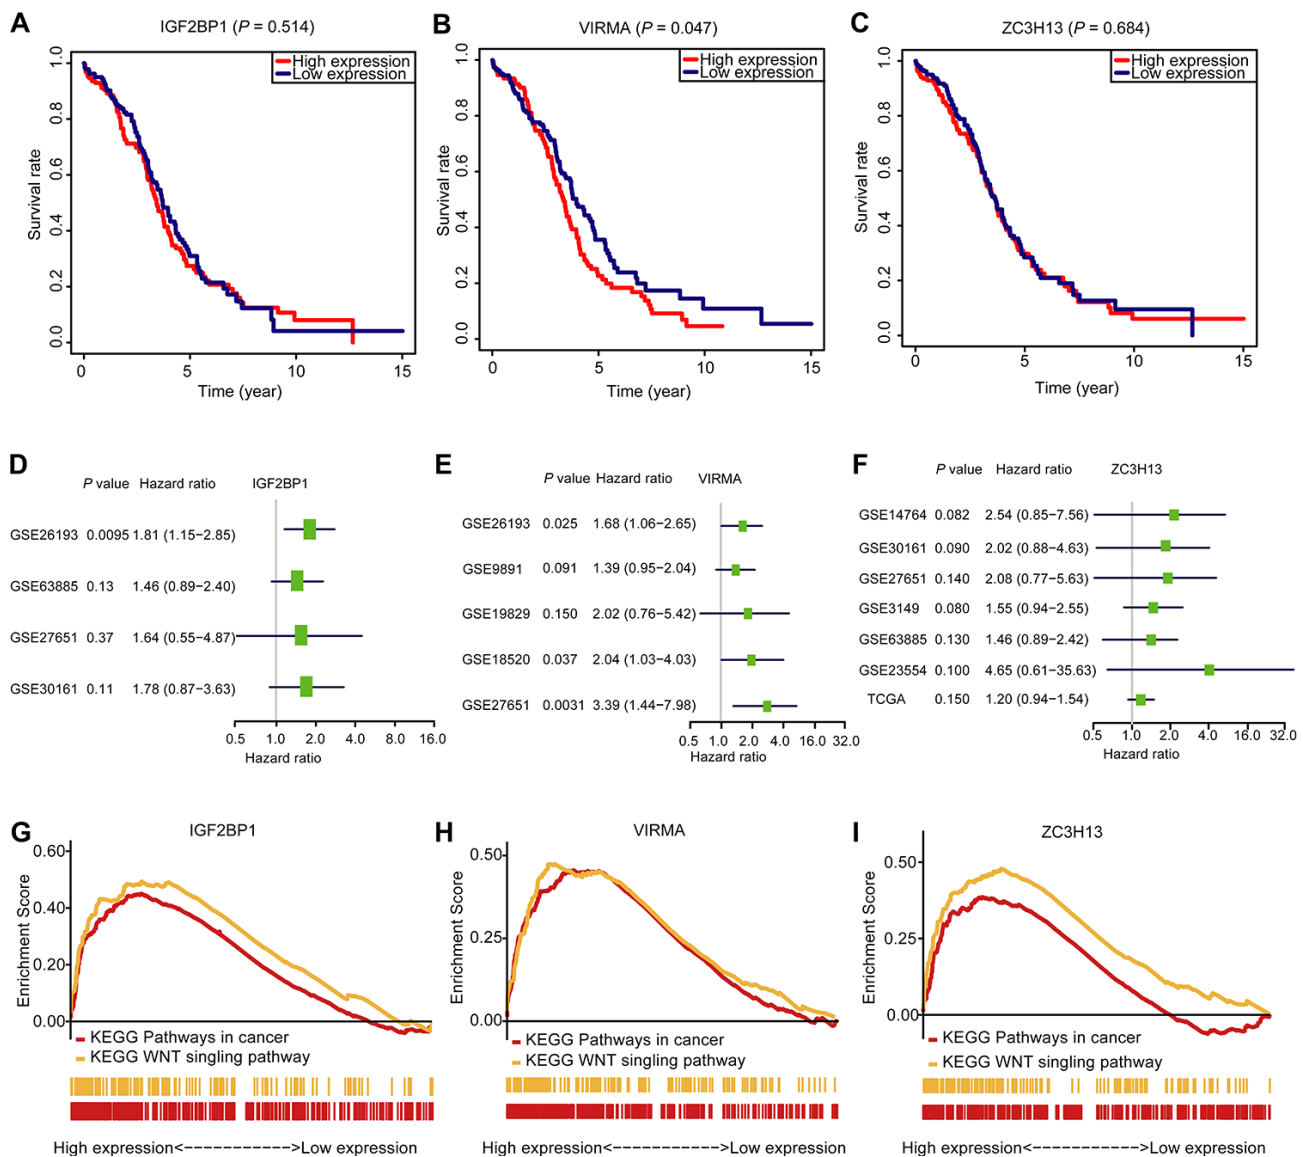 A
IGF2BP1 (P = 0.514)
High expression
Low expression
Survival rate
1.0
0.8
0.6
0.4
0.2
0.0
0
5
10
15
Time (year)
B
VIRMA (P = 0.047)
High expression
Low expression
Survival rate
1.0
0.8
0.6
0.4
0.2
0.0
0
5
10
15
Time (year)
C
ZC3H13 (P = 0.684)
High expression
Low expression
Survival rate
1.0
0.8
0.6
0.4
0.2
0.0
0
5
10
15
Time (year)
D
P value Hazard ratio IGF2BP1
GSE26193 0.0095 1.81 (1.15−2.85)
GSE63885 0.13 1.46 (0.89−2.40)
GSE27651 0.37 1.64 (0.55−4.87)
GSE30161 0.11 1.78 (0.87−3.63)
0.5 1.0 2.0 4.0 8.0 16.0
Hazard ratio
E
P value Hazard ratio VIRMA
GSE26193 0.025 1.68 (1.06−2.65)
GSE9891 0.091 1.39 (0.95−2.04)
GSE19829 0.150 2.02 (0.76−5.42)
GSE18520 0.037 2.04 (1.03−4.03)
GSE27651 0.0031 3.39 (1.44−7.98)
0.5 1.0 2.0 4.0 8.0 16.0 32.0
Hazard ratio
F
P value Hazard ratio ZC3H13
GSE14764 0.082 2.54 (0.85−7.56)
GSE30161 0.090 2.02 (0.88−4.63)
GSE27651 0.140 2.08 (0.77−5.63)
GSE3149 0.080 1.55 (0.94−2.55)
GSE63885 0.130 1.46 (0.89−2.42)
GSE23554 0.100 4.65 (0.61−35.63)
TCGA 0.150 1.20 (0.94−1.54)
0.5 1.0 2.0 4.0 16.0 32.0
Hazard ratio
G
IGF2BP1
Enrichment Score
0.60
0.40
0.20
0.00
KEGG Pathways in cancer
KEGG WNT singling pathway
High expression<------------>Low expression
H
VIRMA
Enrichment Score
0.50
0.25
0.00
KEGG Pathways in cancer
KEGG WNT singling pathway
High expression<------------>Low expression
I
ZC3H13
Enrichment Score
0.50
0.25
0.00
KEGG Pathways in cancer
KEGG WNT singling pathway
High expression<------------>Low expression